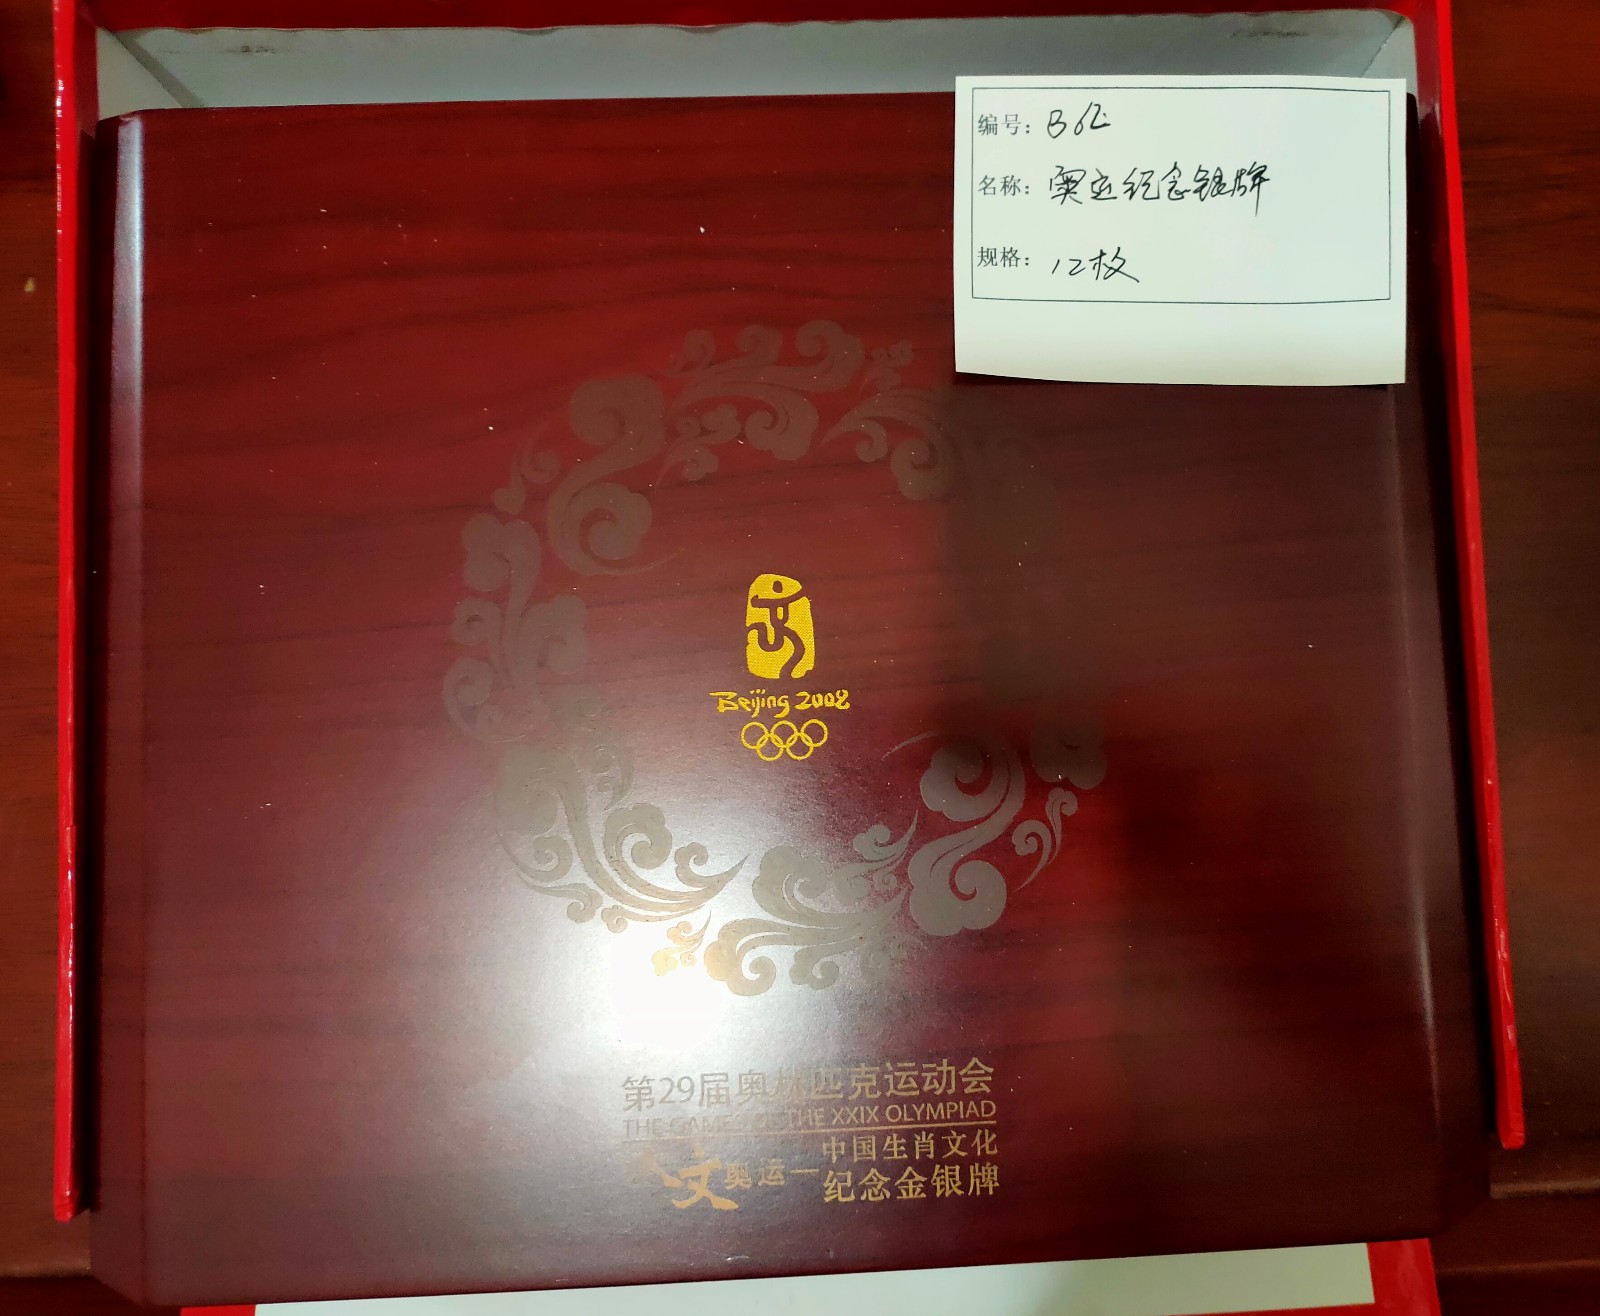 编号：
名称：奥运纪念银牌
规格：12枚
Beijing 2008
第29届奥林匹克运动会
THE GAMES OF THE XXIX OLYMPIAD
人文奥运—中国生肖文化
纪念金银牌